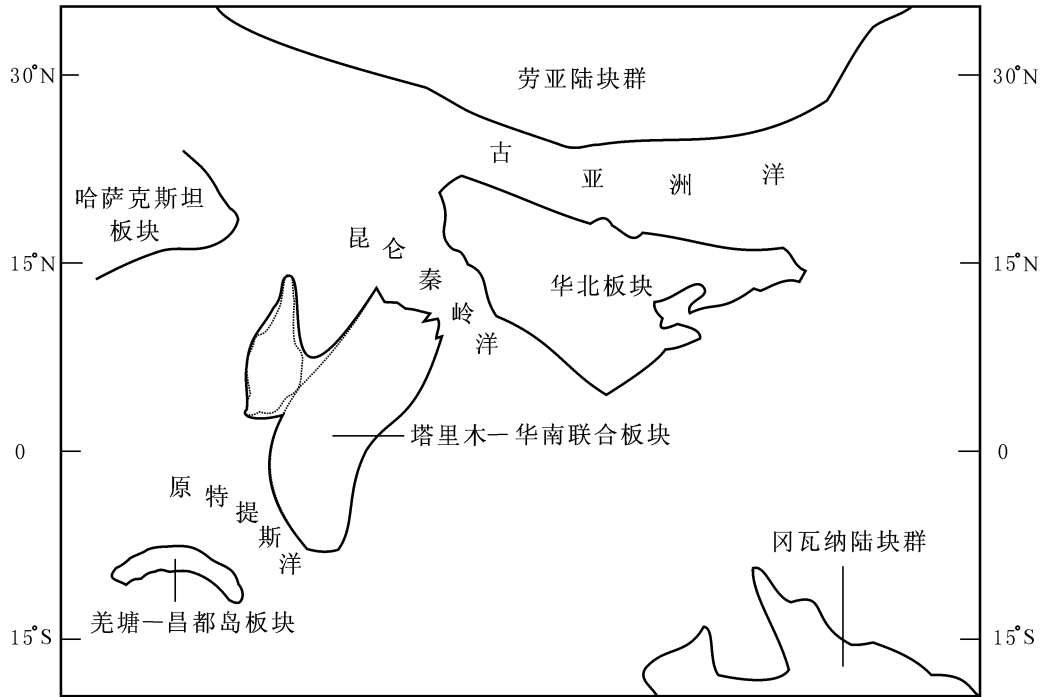 30°N
劳亚陆块群
30°N
古亚洲洋
哈萨克斯坦
板块
昆仑秦岭洋
15°N
华北板块
15°N
塔里木—华南联合板块
0
0
原特提斯洋
冈瓦纳陆块群
羌塘—昌都岛板块
15°S
15°S